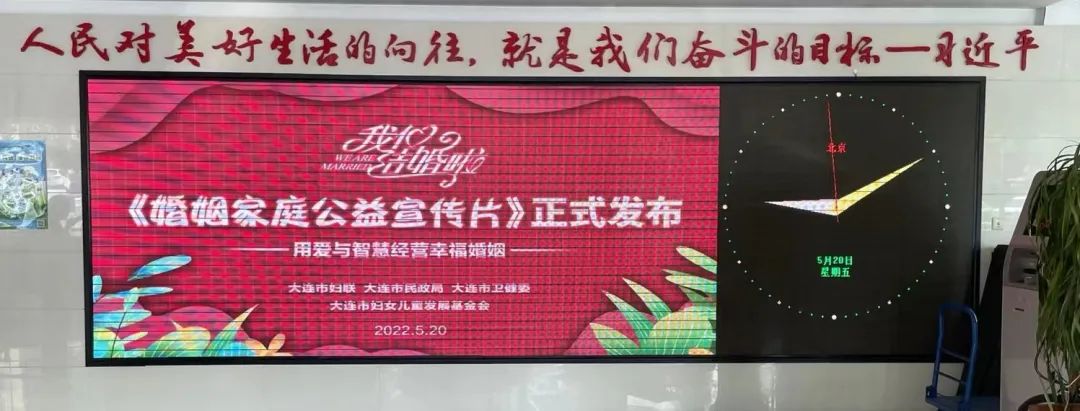 人民对美好生活的向往，就是我们奋斗的目标—习近平
我们
结婚啦
WE ARE
MARRIED
《婚姻家庭公益宣传片》正式发布
用爱与智慧经营幸福婚姻
大连市妇联 大连市民政局 大连市卫健委
大连市妇女儿童发展基金会
2022.5.20
北京
5月20日
星期五